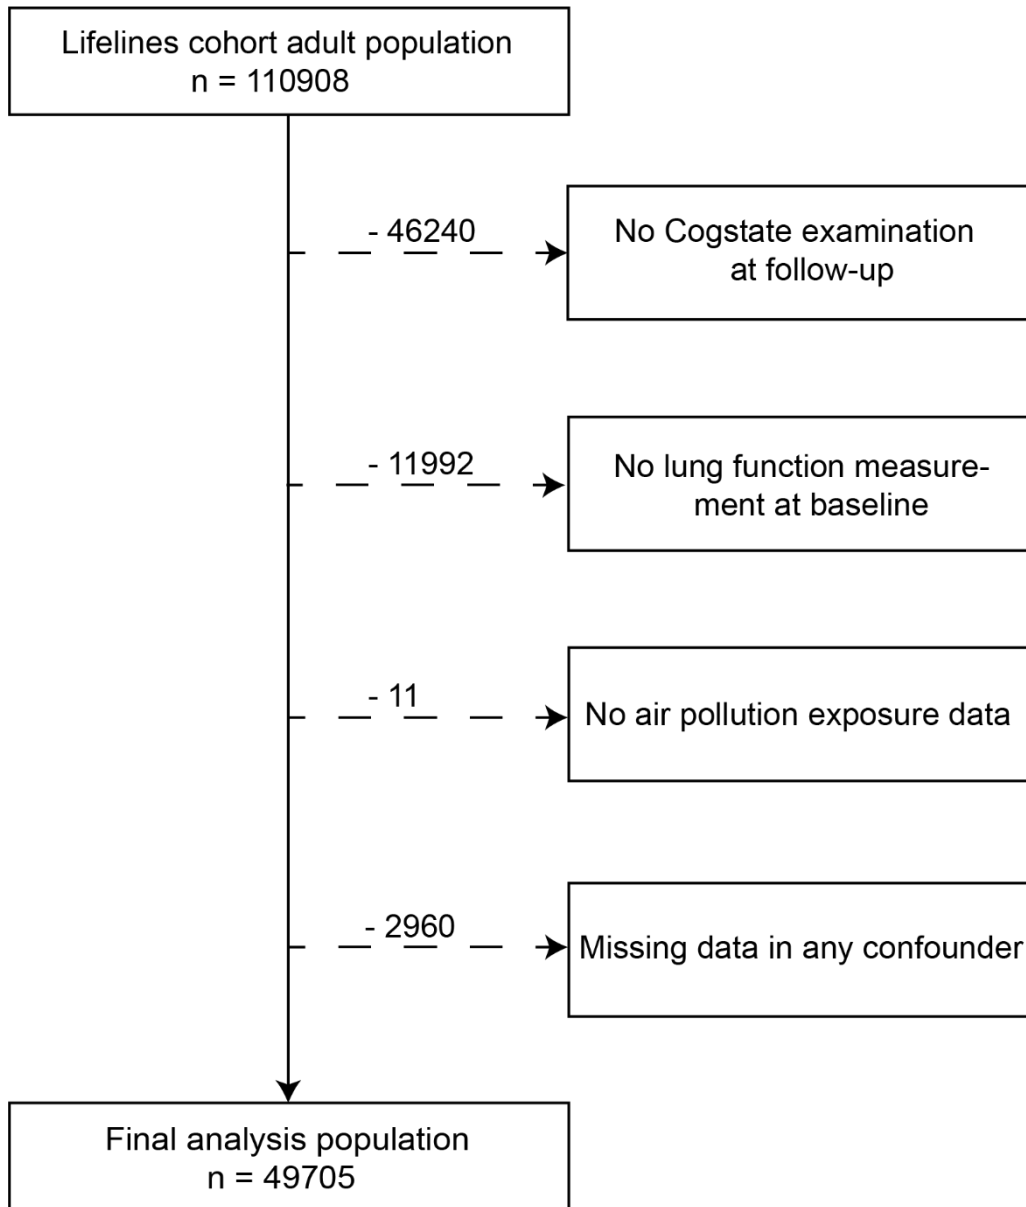 Lifelines cohort adult population
n = 110908
- 46240
No Cogstate examination
at follow-up
- 11992
No lung function measure-
ment at baseline
- 11
No air pollution exposure data
- 2960
Missing data in any confounder
Final analysis population
n = 49705